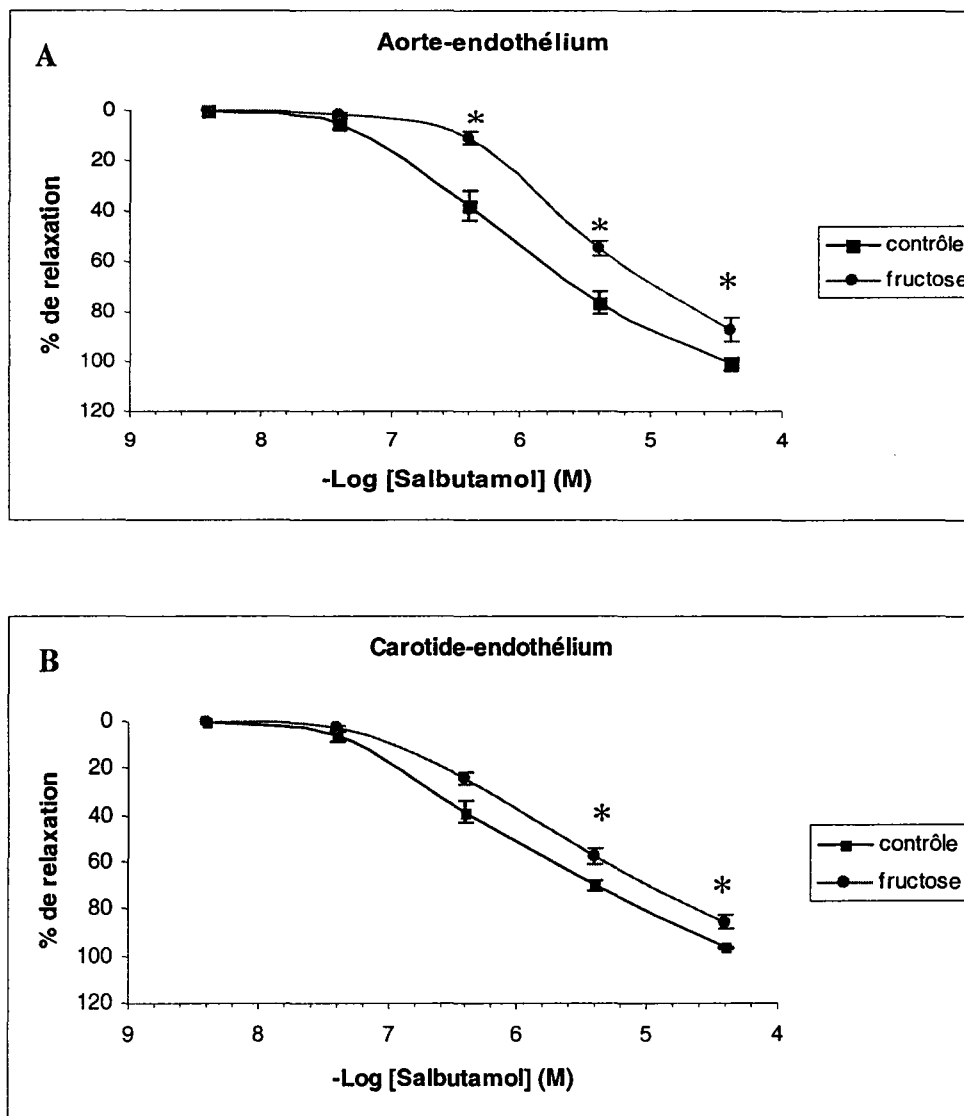 A
Aorte-endothélium
0
20
40
60
80
100
120
% de relaxation
*
*
*
9 8 7 6 5 4
-Log [Salbutamol] (M)
contrôle
fructose
B
Carotide-endothélium
0
20
40
60
80
100
120
% de relaxation
*
*
9 8 7 6 5 4
-Log [Salbutamol] (M)
contrôle
fructose